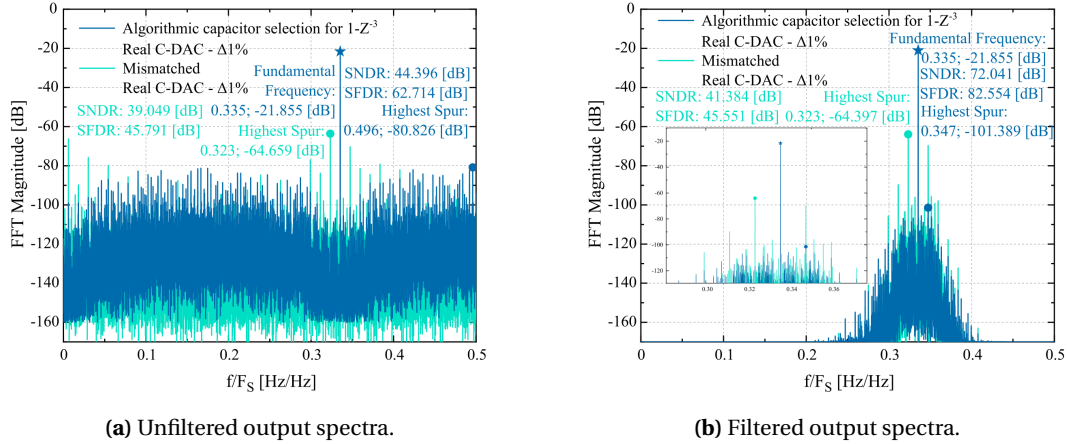 Algorithmic capacitor selection for 1-Z⁻³
Real C-DAC - Δ1%
Mismatched
Real C-DAC - Δ1%
Fundamental
Frequency:
0.335; -21.855 [dB]
SNDR: 44.396 [dB]
SFDR: 62.714 [dB]
Highest Spur:
0.496; -80.826 [dB]
SNDR: 39.049 [dB]
SFDR: 45.791 [dB]
Highest Spur:
0.323; -64.659 [dB]
FFT Magnitude [dB]
0
-20
-40
-60
-80
-100
-120
-140
-160
0
0.1
0.2
0.3
0.4
0.5
f/F_S [Hz/Hz]
(a) Unfiltered output spectra.
Algorithmic capacitor selection for 1-Z⁻³
Real C-DAC - Δ1%
Mismatched
Real C-DAC - Δ1%
Fundamental Frequency:
0.335; -21.855 [dB]
SNDR: 72.041 [dB]
SFDR: 82.554 [dB]
Highest Spur:
0.347; -101.389 [dB]
SNDR: 41.384 [dB]
SFDR: 45.551 [dB]
Highest Spur:
0.323; -64.397 [dB]
FFT Magnitude [dB]
0
-20
-40
-60
-80
-100
-120
-140
-160
-20
-40
-60
-80
-100
-120
0.30
0.32
0.34
0.36
0
0.1
0.2
0.3
0.4
0.5
f/F_S [Hz/Hz]
(b) Filtered output spectra.